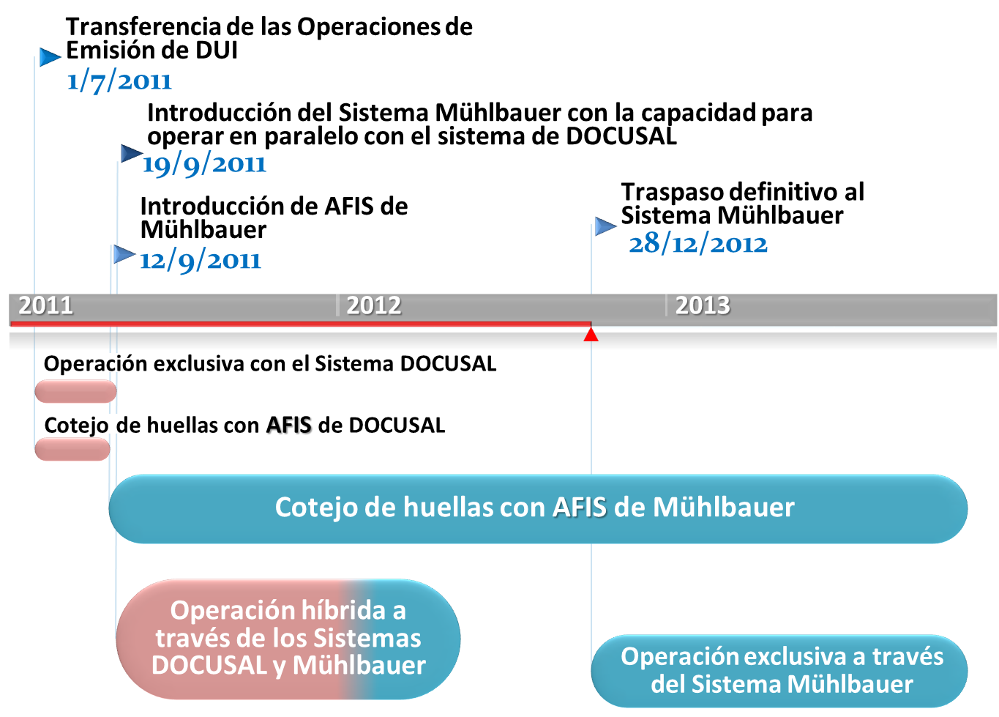 Transferencia de las Operaciones de
Emisión de DUI
1/7/2011
Introducción del Sistema Mühlbauer con la capacidad para
operar en paralelo con el sistema de DOCUSAL
19/9/2011
Introducción de AFIS de
Mühlbauer
12/9/2011
Traspaso definitivo al
Sistema Mühlbauer
28/12/2012
2011
2012
2013
Operación exclusiva con el Sistema DOCUSAL
Cotejo de huellas con AFIS de DOCUSAL
Cotejo de huellas con AFIS de Mühlbauer
Operación híbrida a
través de los Sistemas
DOCUSAL y Mühlbauer
Operación exclusiva a través
del Sistema Mühlbauer